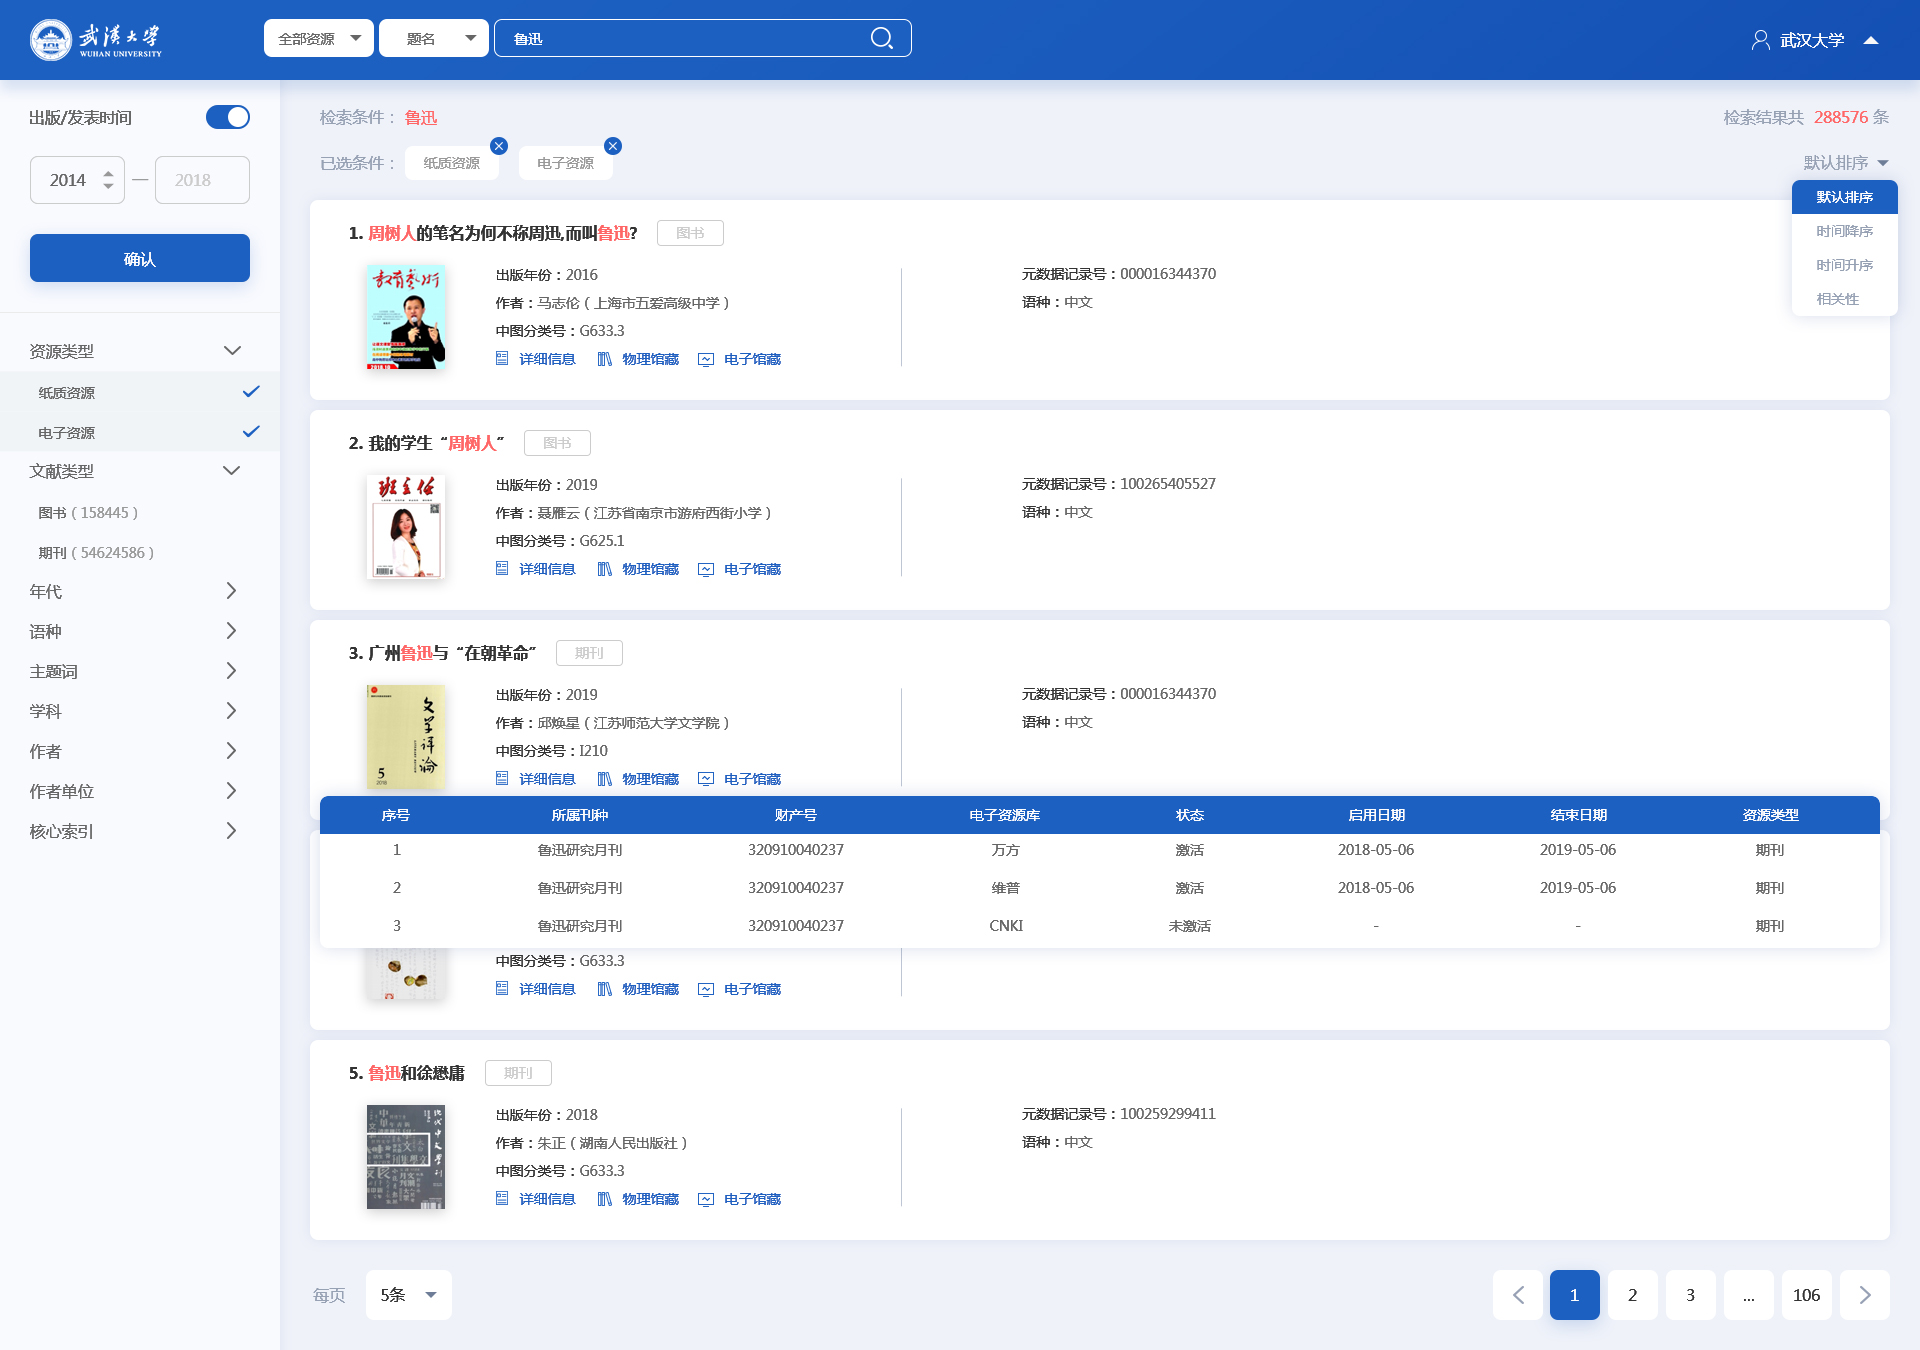 武汉大学
WUHAN UNIVERSITY
全部资源
题名
鲁迅
武汉大学
出版/发表时间
2014 — 2018
确认
资源类型
纸质资源
电子资源
文献类型
图书（158445）
期刊（54624586）
年代
语种
主题词
学科
作者
作者单位
核心索引
检索条件： 鲁迅
检索结果共 288576 条
已选条件： 纸质资源 电子资源
默认排序
默认排序
时间降序
时间升序
相关性
1. 周树人的笔名为何不称周迅,而叫鲁迅? 图书
教育艺术
出版年份：2016
作者：马志伦（上海市五爱高级中学）
中图分类号：G633.3
详细信息 物理馆藏 电子馆藏
元数据记录号：000016344370
语种：中文
2. 我的学生“周树人” 图书
班主任
出版年份：2019
作者：聂雁云（江苏省南京市游府西街小学）
中图分类号：G625.1
详细信息 物理馆藏 电子馆藏
元数据记录号：100265405527
语种：中文
3. 广州鲁迅与“在朝革命” 期刊
文学评论
5
2018
出版年份：2019
作者：邱焕星（江苏师范大学文学院）
中图分类号：I210
详细信息 物理馆藏 电子馆藏
元数据记录号：000016344370
语种：中文
序号 所属刊种 财产号 电子资源库 状态 启用日期 结束日期 资源类型
1 鲁迅研究月刊 320910040237 万方 激活 2018-05-06 2019-05-06 期刊
2 鲁迅研究月刊 320910040237 维普 激活 2018-05-06 2019-05-06 期刊
3 鲁迅研究月刊 320910040237 CNKI 未激活 - - 期刊
中图分类号：G633.3
详细信息 物理馆藏 电子馆藏
5. 鲁迅和徐懋庸 期刊
现代中文学刊
出版年份：2018
作者：朱正（湖南人民出版社）
中图分类号：G633.3
详细信息 物理馆藏 电子馆藏
元数据记录号：100259299411
语种：中文
每页 5条
1 2 3 ... 106